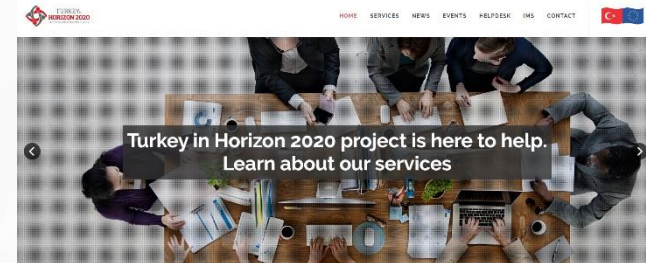 TURKEY in
HORIZON 2020
HOME SERVICES NEWS EVENTS HELPDESK IMS CONTACT
Turkey in Horizon 2020 project is here to help.
Learn about our services